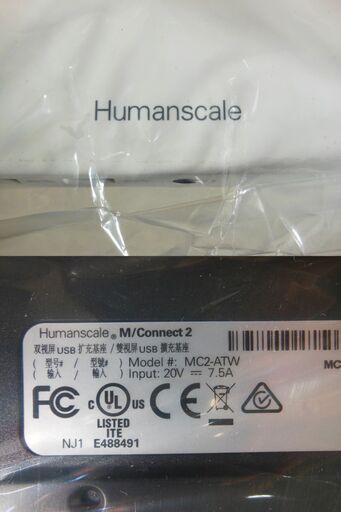 Humanscale
Humanscale® M/Connect 2
双视屏 USB 扩充基座 / 雙視屏 USB 擴充基座
( 型号 / 型號 ) Model #: MC2-ATW
( 输入 / 輸入 ) Input: 20V ⎓ 7.5A
MC
FC c UL us CE
LISTED
ITE
NJ1 E488491